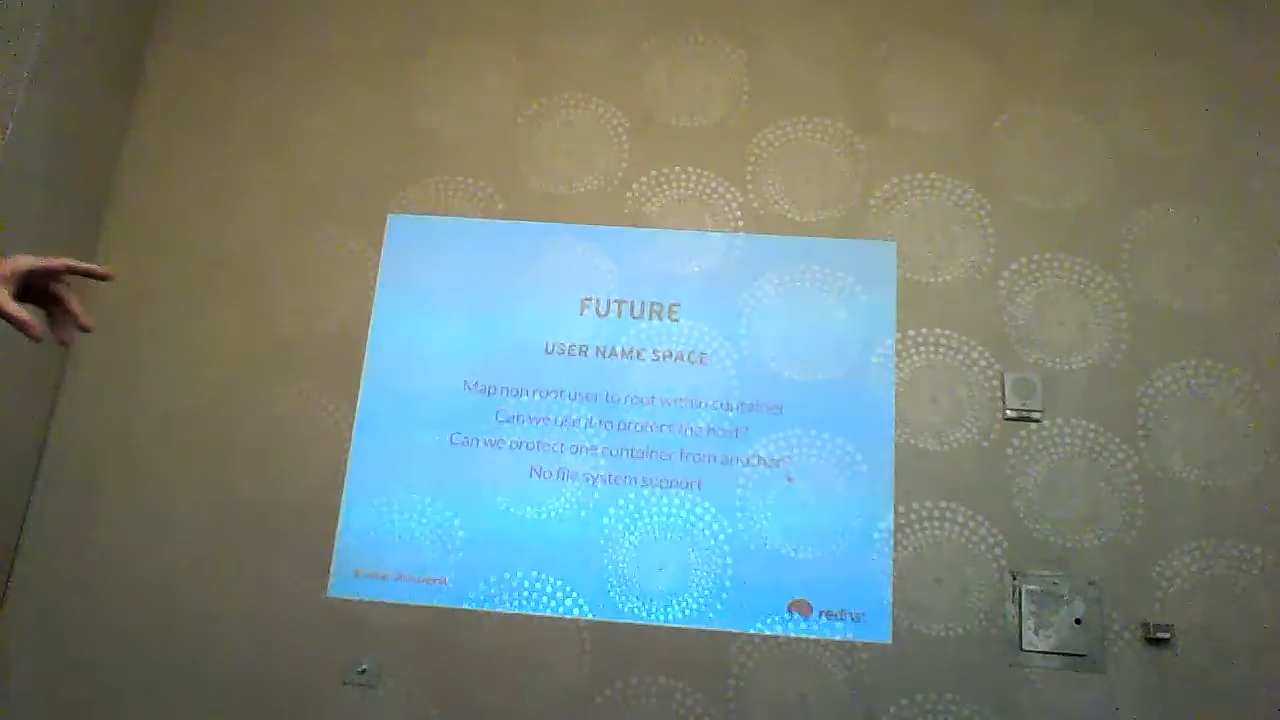 FUTURE
USER NAME SPACE
Map non root user to root within container
Can we use it to protect the host?
Can we protect one container from another?
No file system support
redhat